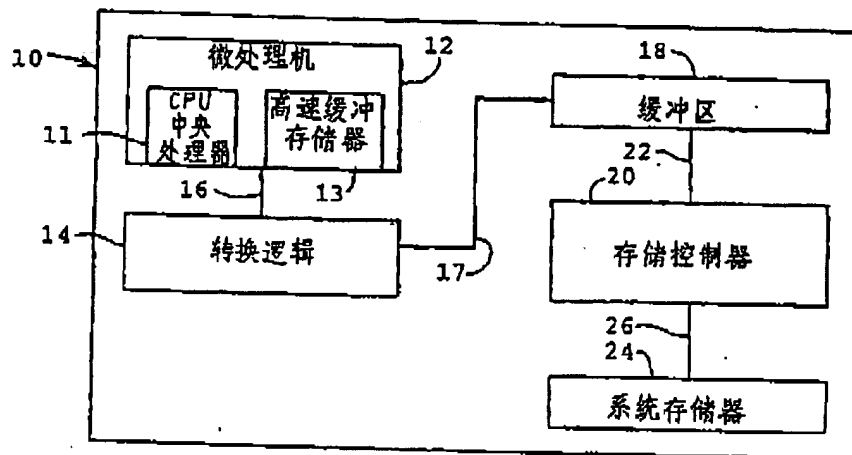 10
微处理机
12
CPU
中央
处理器
11
高速缓冲
存储器
13
16
14
转换逻辑
17
18
缓冲区
22
20
存储控制器
26
24
系统存储器